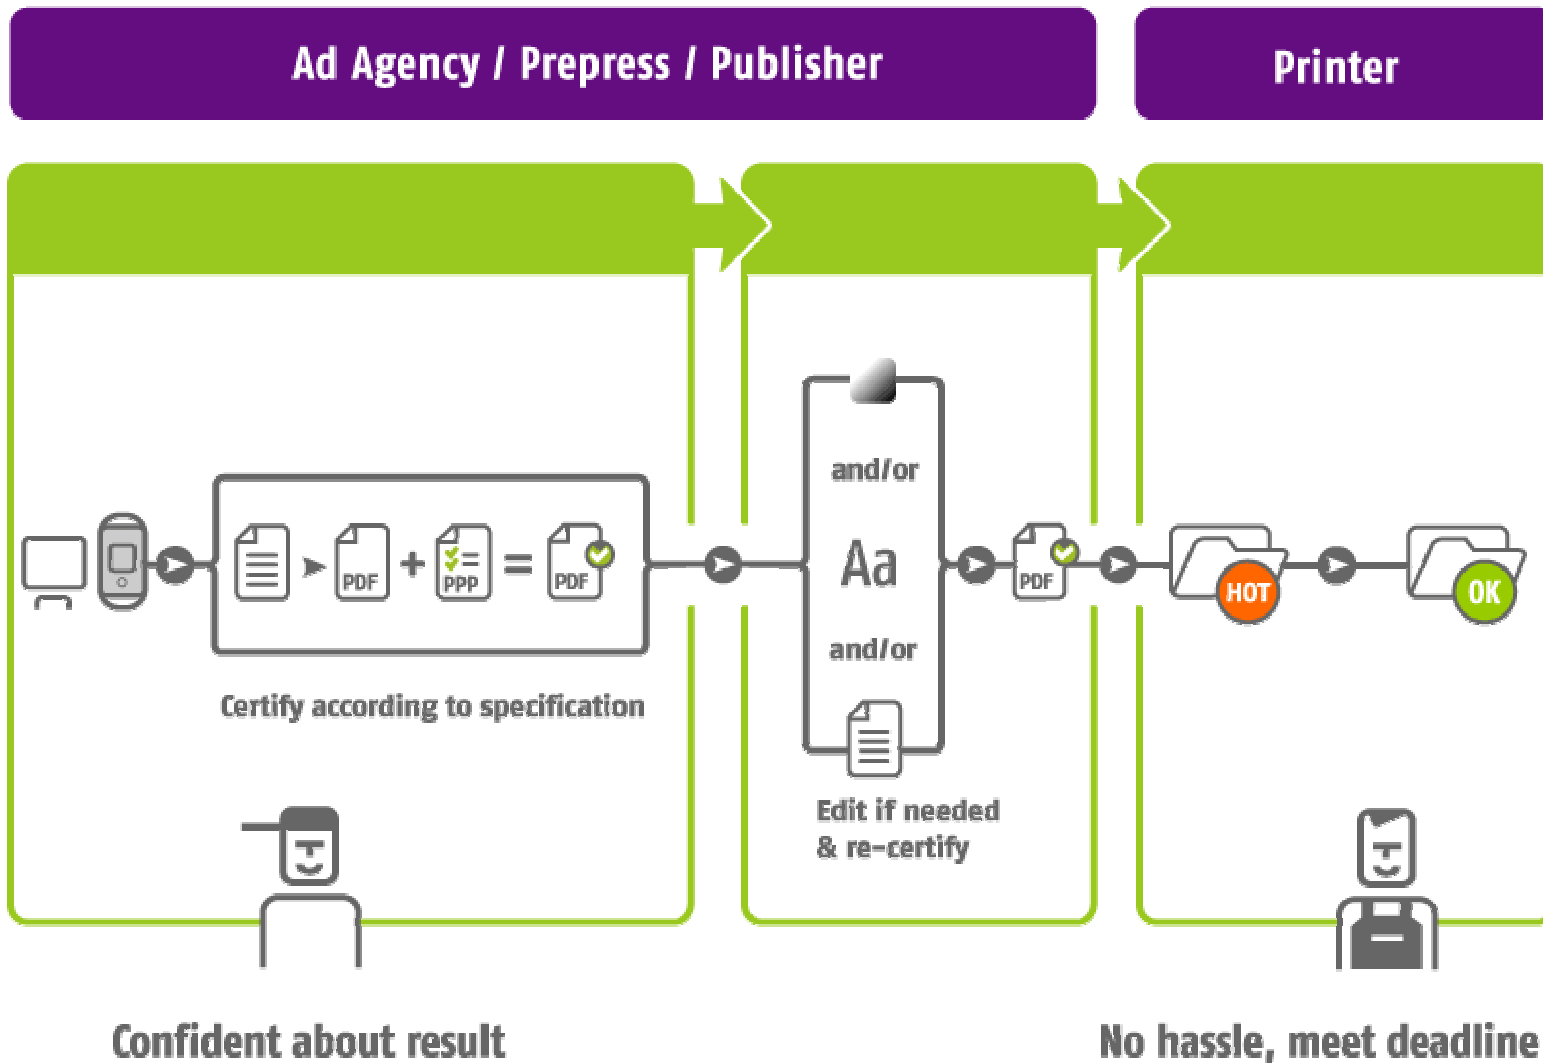 Ad Agency / Prepress / Publisher
Printer
and/or
Aa
and/or
PDF
+
PPP
=
PDF
PDF
HOT
OK
Certify according to specification
Edit if needed
& re-certify
Confident about result
No hassle, meet deadline